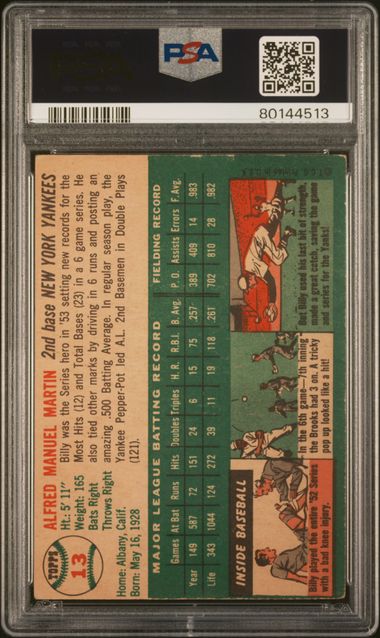 PSA
80144513
TOPPS
13
ALFRED MANUEL MARTIN 2nd base NEW YORK YANKEES
Ht.: 5' 11"
Weight: 165
Bats Right
Throws Right
Home: Albany, Calif.
Born: May 16, 1928
Billy was the Series hero in '53 setting new records for the
Most Hits (12) and Total Bases (23) in a 6 game series. He
also tied other marks by driving in 6 runs and posting an
amazing .500 Batting Average. In regular season play, the
Yankee Pepper-Pot led A.L. 2nd Basemen in Double Plays
(121).
MAJOR LEAGUE BATTING RECORD FIELDING RECORD
Games At Bat Runs Hits Doubles Triples H. R. R.B.I. B. Avg. P. O. Assists Errors F. Avg.
Year 149 587 72 151 24 6 15 75 .257 389 409 14 .983
Life 343 1044 124 272 39 11 19 118 .261 702 810 28 .982
INSIDE BASEBALL
Billy played the entire '52 Series
with a bad knee injury.
In the 6th game—7th inning
the Brooks had 3 on. A tricky
pop up looked like a hit!
But Billy used his last bit of strength,
made a great catch, saving the game
and series for the Yanks!
© T. C. G. Printed in U.S.A.